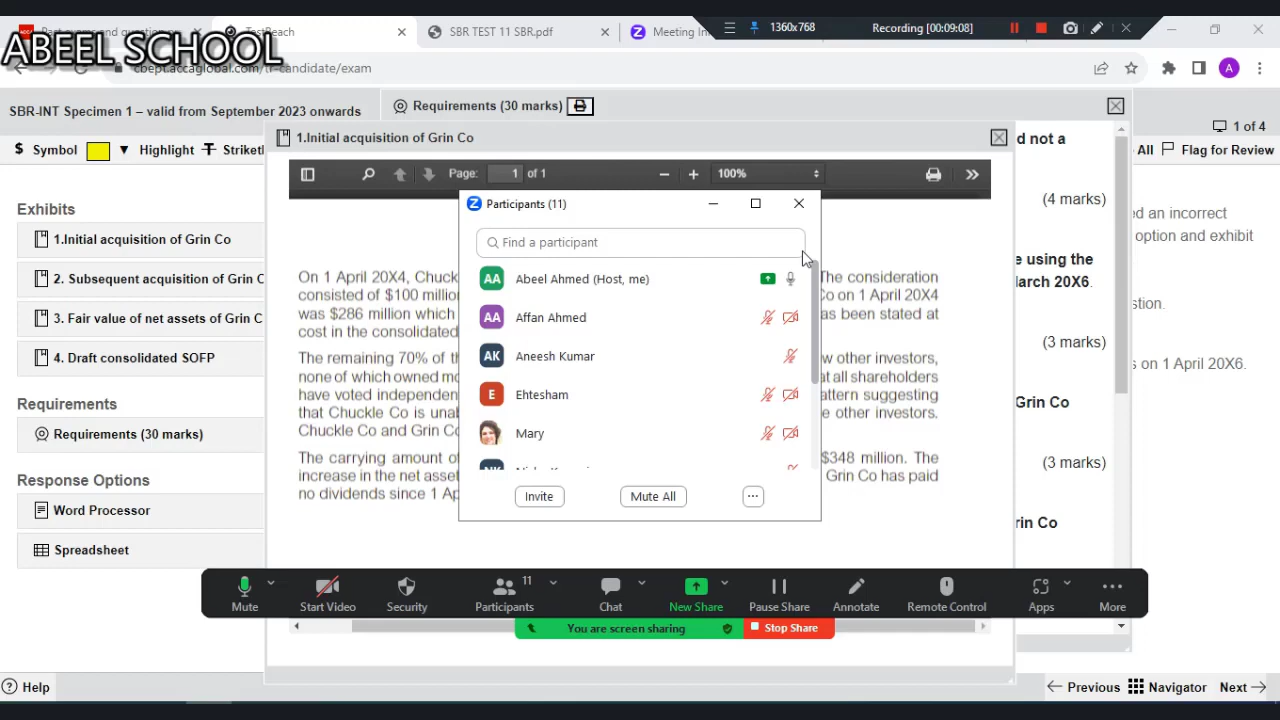 ABEEL SCHOOL
TestReach
SBR TEST 11 SBR.pdf
Meeting In
1360x768
Recording [00:09:08]
A
SBR-INT Specimen 1 – valid from September 2023 onwards
Requirements (30 marks)
1 of 4
$ Symbol
Highlight
T Striket
1.Initial acquisition of Grin Co
d not a
All
Flag for Review
Page: 1 of 1
100%
(4 marks)
ed an incorrect
option and exhibit
e using the
larch 20X6.
stion.
(3 marks)
s on 1 April 20X6.
Grin Co
(3 marks)
rin Co
Exhibits
1.Initial acquisition of Grin Co
2. Subsequent acquisition of Grin C
3. Fair value of net assets of Grin C
4. Draft consolidated SOFP
Requirements
Requirements (30 marks)
Response Options
Word Processor
Spreadsheet
On 1 April 20X4, Chuck
The consideration
consisted of $100 million
Co on 1 April 20X4
was $286 million which
as been stated at
cost in the consolidated
The remaining 70% of th
w other investors,
none of which owned mo
at all shareholders
have voted independen
attern suggesting
that Chuckle Co is unab
e other investors.
Chuckle Co and Grin Co
The carrying amount of
$348 million. The
increase in the net asset
Grin Co has paid
no dividends since 1 Ap
Participants (11)
Find a participant
AA Abeel Ahmed (Host, me)
AA Affan Ahmed
AK Aneesh Kumar
E Ehtesham
Mary
Invite
Mute All
...
Mute
Start Video
Security
Participants
11
Chat
New Share
Pause Share
Annotate
Remote Control
Apps
More
You are screen sharing
Stop Share
Help
Previous
Navigator
Next